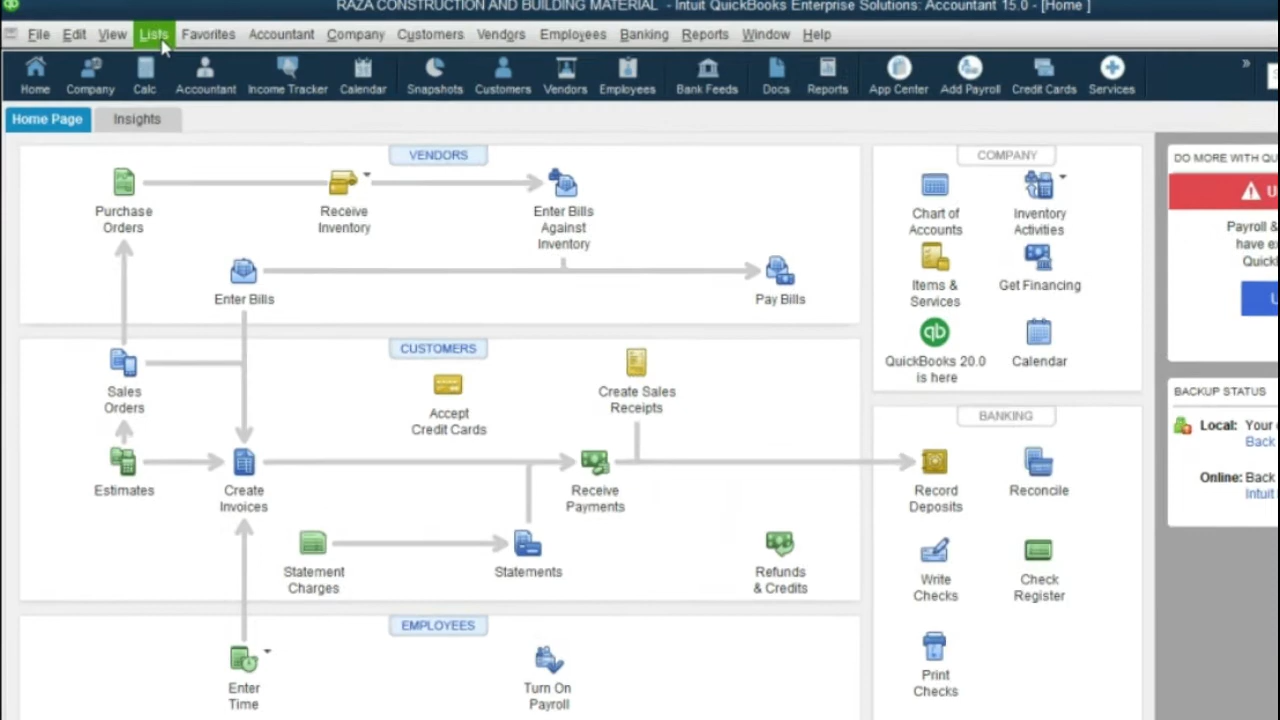 RAZA CONSTRUCTION AND BUILDING MATERIAL - Intuit QuickBooks Enterprise Solutions: Accountant 15.0 - [Home ]
File Edit View Lists Favorites Accountant Company Customers Vendors Employees Banking Reports Window Help
Home Company Calc Accountant Income Tracker Calendar Snapshots Customers Vendors Employees Bank Feeds Docs Reports App Center Add Payroll Credit Cards Services
Home Page Insights
VENDORS
Purchase
Orders
Receive
Inventory
Enter Bills
Against
Inventory
Enter Bills
Pay Bills
CUSTOMERS
Sales
Orders
Accept
Credit Cards
Create Sales
Receipts
Estimates
Create
Invoices
Receive
Payments
Statement
Charges
Statements
Refunds
& Credits
EMPLOYEES
Enter
Time
Turn On
Payroll
COMPANY
Chart of
Accounts
Inventory
Activities
Items &
Services
Get Financing
qb
QuickBooks 20.0
is here
Calendar
BANKING
Record
Deposits
Reconcile
Write
Checks
Check
Register
Print
Checks
DO MORE WITH QU
U
Payroll &
have e
Quick
U
BACKUP STATUS
Local: Your
Back
Online: Back
Intuit